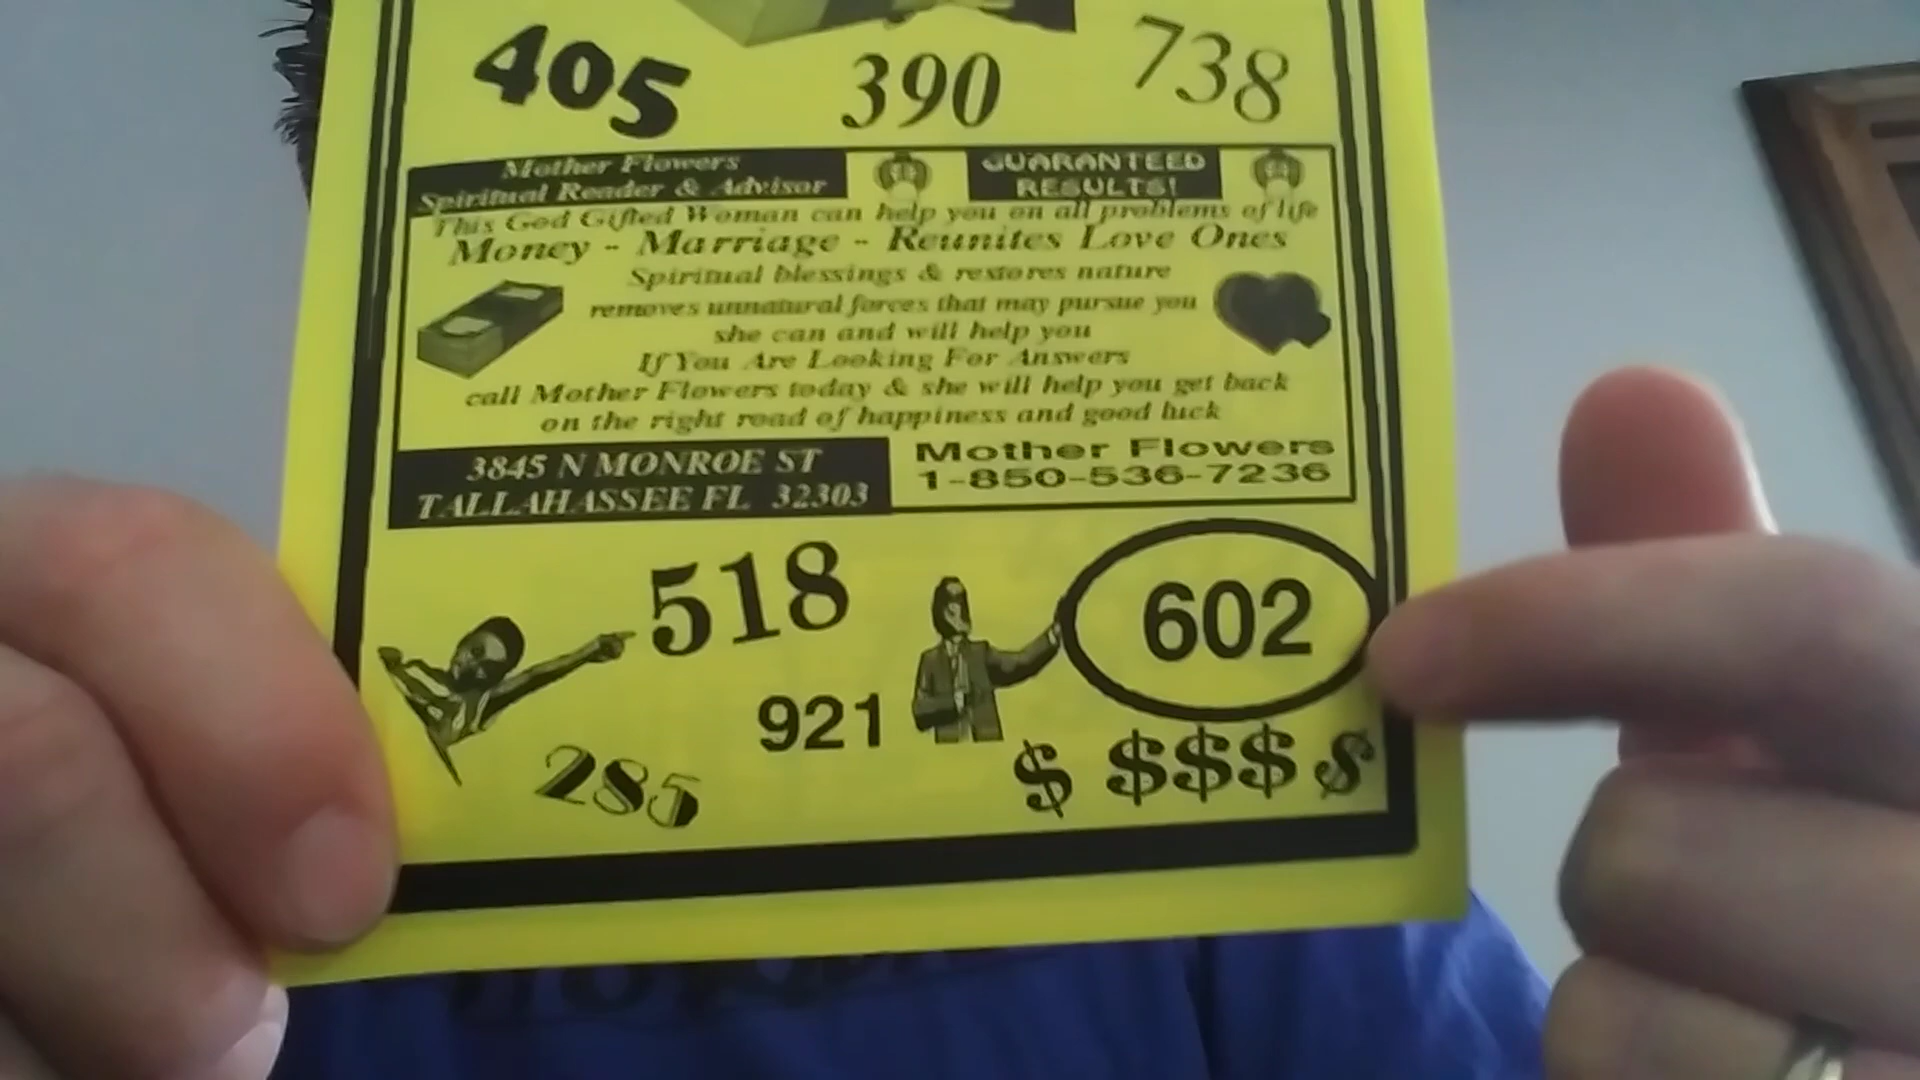 405 390 738
Mother Flowers
Spiritual Reader & Advisor
GUARANTEED
RESULTS!
This God Gifted Woman can help you on all problems of life
Money - Marriage - Reunites Love Ones
Spiritual blessings & restores nature
removes unnatural forces that may pursue you
she can and will help you
If You Are Looking For Answers
call Mother Flowers today & she will help you get back
on the right road of happiness and good luck
3845 N MONROE ST
TALLAHASSEE FL 32303
Mother Flowers
1-850-536-7236
518
602
921
285
$ $$$ $